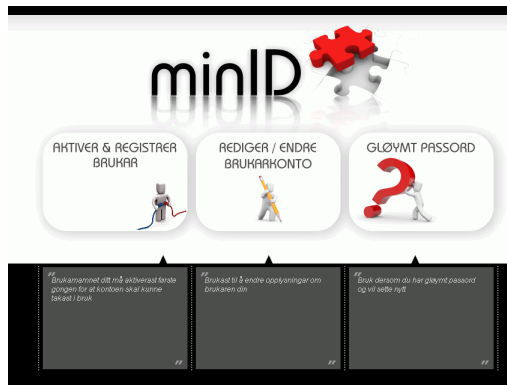 minID
AKTIVER & REGISTRER
BRUKAR
REDIGER / ENDRE
BRUKARKONTO
GLØYMT PASSORD
Brukarnamnet ditt må aktiverast første
gongen for at kontoen skal kunne
takast i bruk
Brukast til å endre opplysningar om
brukaren din
Bruk dersom du har gløymt passord
og vil sette nytt